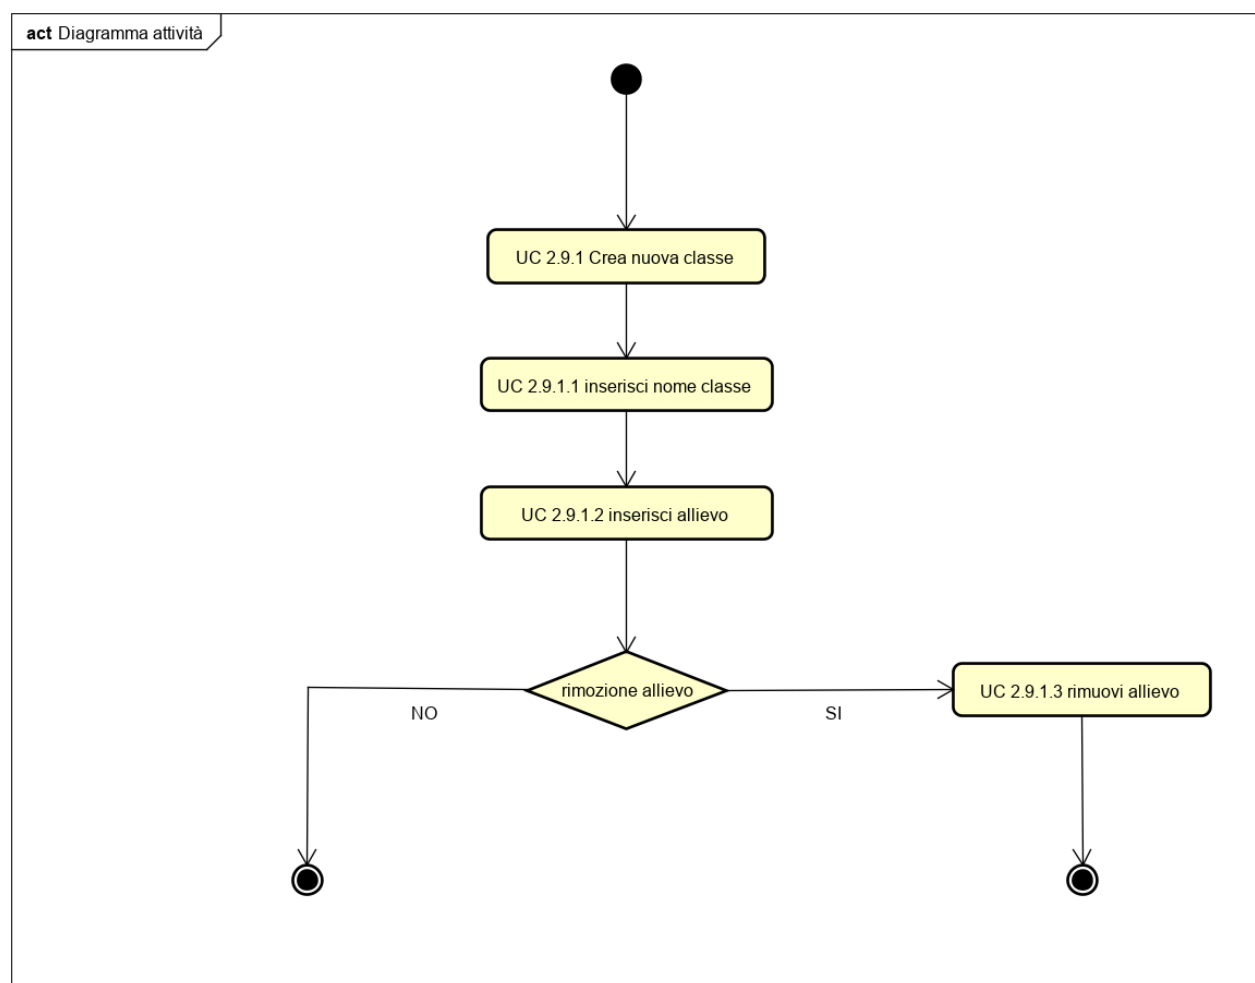 act Diagramma attività
UC 2.9.1 Crea nuova classe
UC 2.9.1.1 inserisci nome classe
UC 2.9.1.2 inserisci allievo
rimozione allievo
UC 2.9.1.3 rimuovi allievo
NO
SI